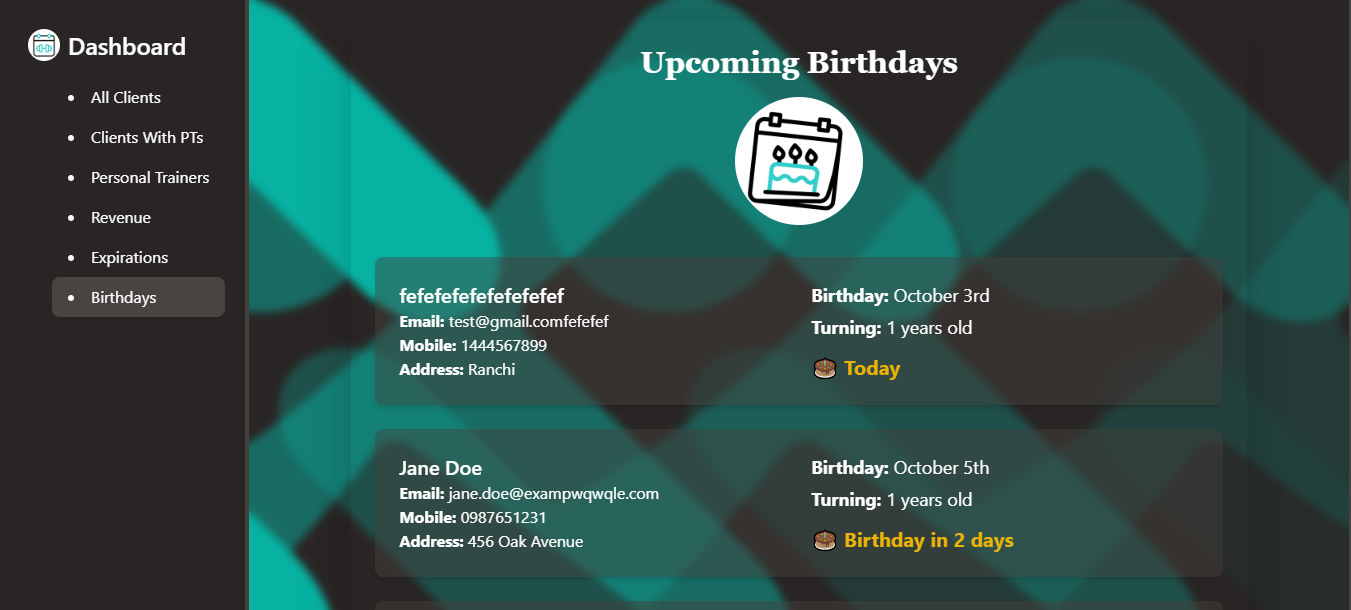 Dashboard
All Clients
Clients With PTs
Personal Trainers
Revenue
Expirations
Birthdays
Upcoming Birthdays
fefefefefefefefefef
Email: test@gmail.comfefefef
Mobile: 1444567899
Address: Ranchi
Birthday: October 3rd
Turning: 1 years old
Today
Jane Doe
Email: jane.doe@exampwqwqle.com
Mobile: 0987651231
Address: 456 Oak Avenue
Birthday: October 5th
Turning: 1 years old
Birthday in 2 days